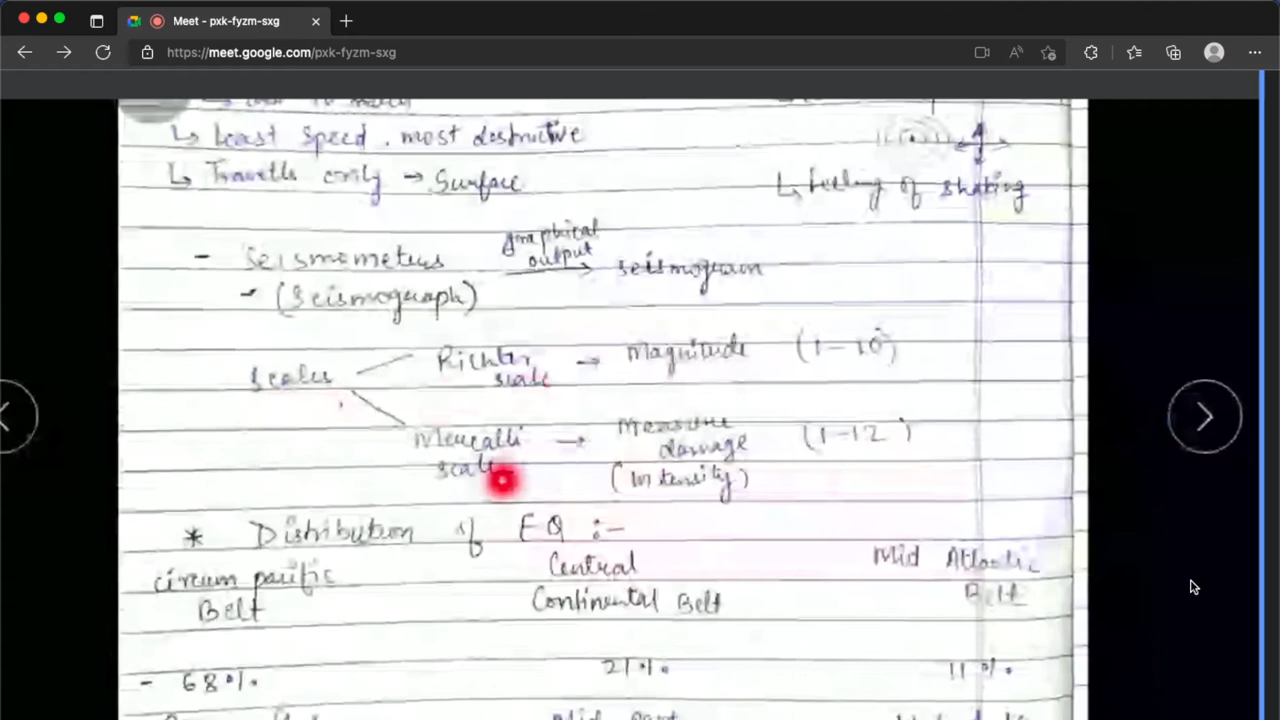 Meet - pxk-fyzm-sxg
https://meet.google.com/pxk-fyzm-sxg
↳ Least speed, most destructive
↳ Travells only → Surface
↳ feeling of shaking
- Seismometers graphical output → seismogram
- (Seismograph)
Scales Richter scale → Magnitude (1-10)
Mercalli scale → Measure damage (Intensity) (1-12)
* Distribution of EQ :-
Circum pacific Belt
Central Continental Belt
Mid Atlantic Belt
- 68%
21%
11%